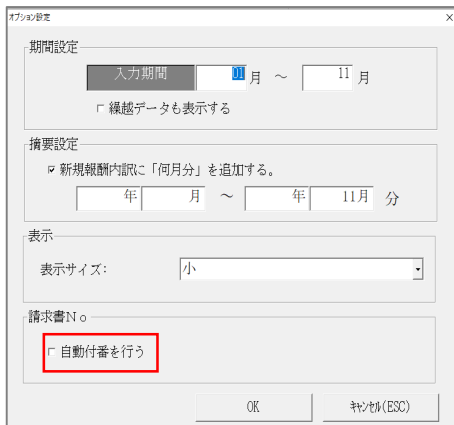 オプション設定 ×
期間設定
入力期間 01 月 ～ 11 月
繰越データも表示する
摘要設定
新規報酬内訳に「何月分」を追加する。
年 月 ～ 年 11月 分
表示
表示サイズ： 小
請求書Ｎｏ
自動付番を行う
OK ｷｬﾝｾﾙ(ESC)